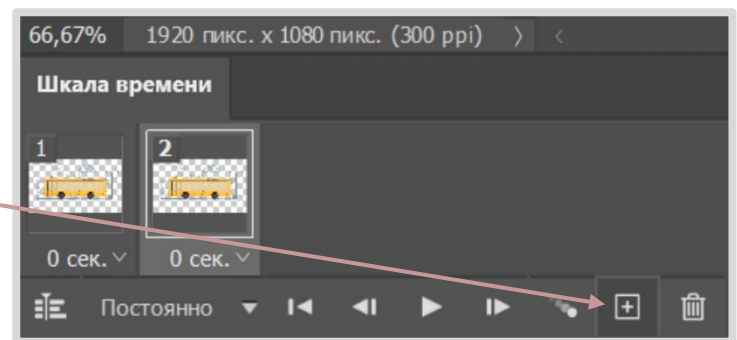 66,67% 1920 пикс. x 1080 пикс. (300 ppi)
Шкала времени
1 2
0 сек. 0 сек.
Постоянно